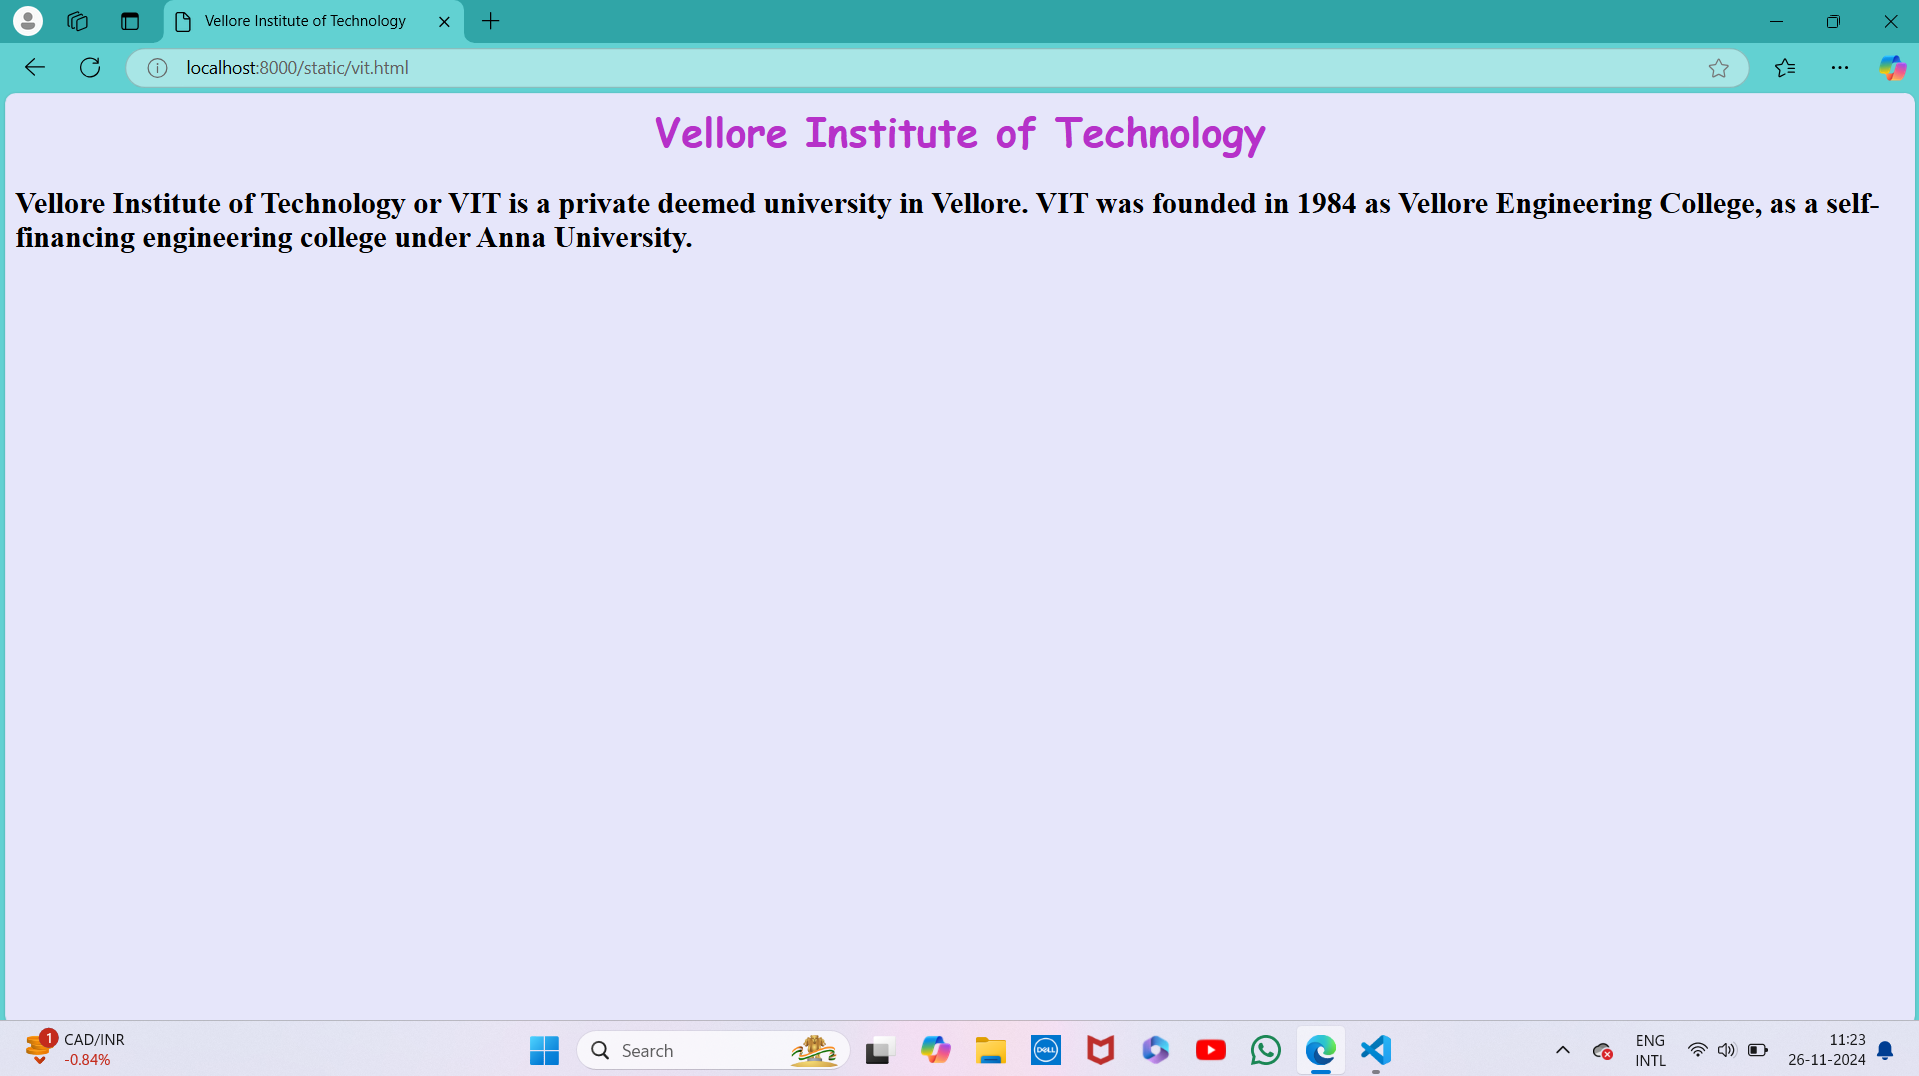 Vellore Institute of Technology
localhost:8000/static/vit.html
Vellore Institute of Technology
Vellore Institute of Technology or VIT is a private deemed university in Vellore. VIT was founded in 1984 as Vellore Engineering College, as a self-
financing engineering college under Anna University.
1
CAD/INR
-0.84%
Search
DELL
ENG
INTL
11:23
26-11-2024